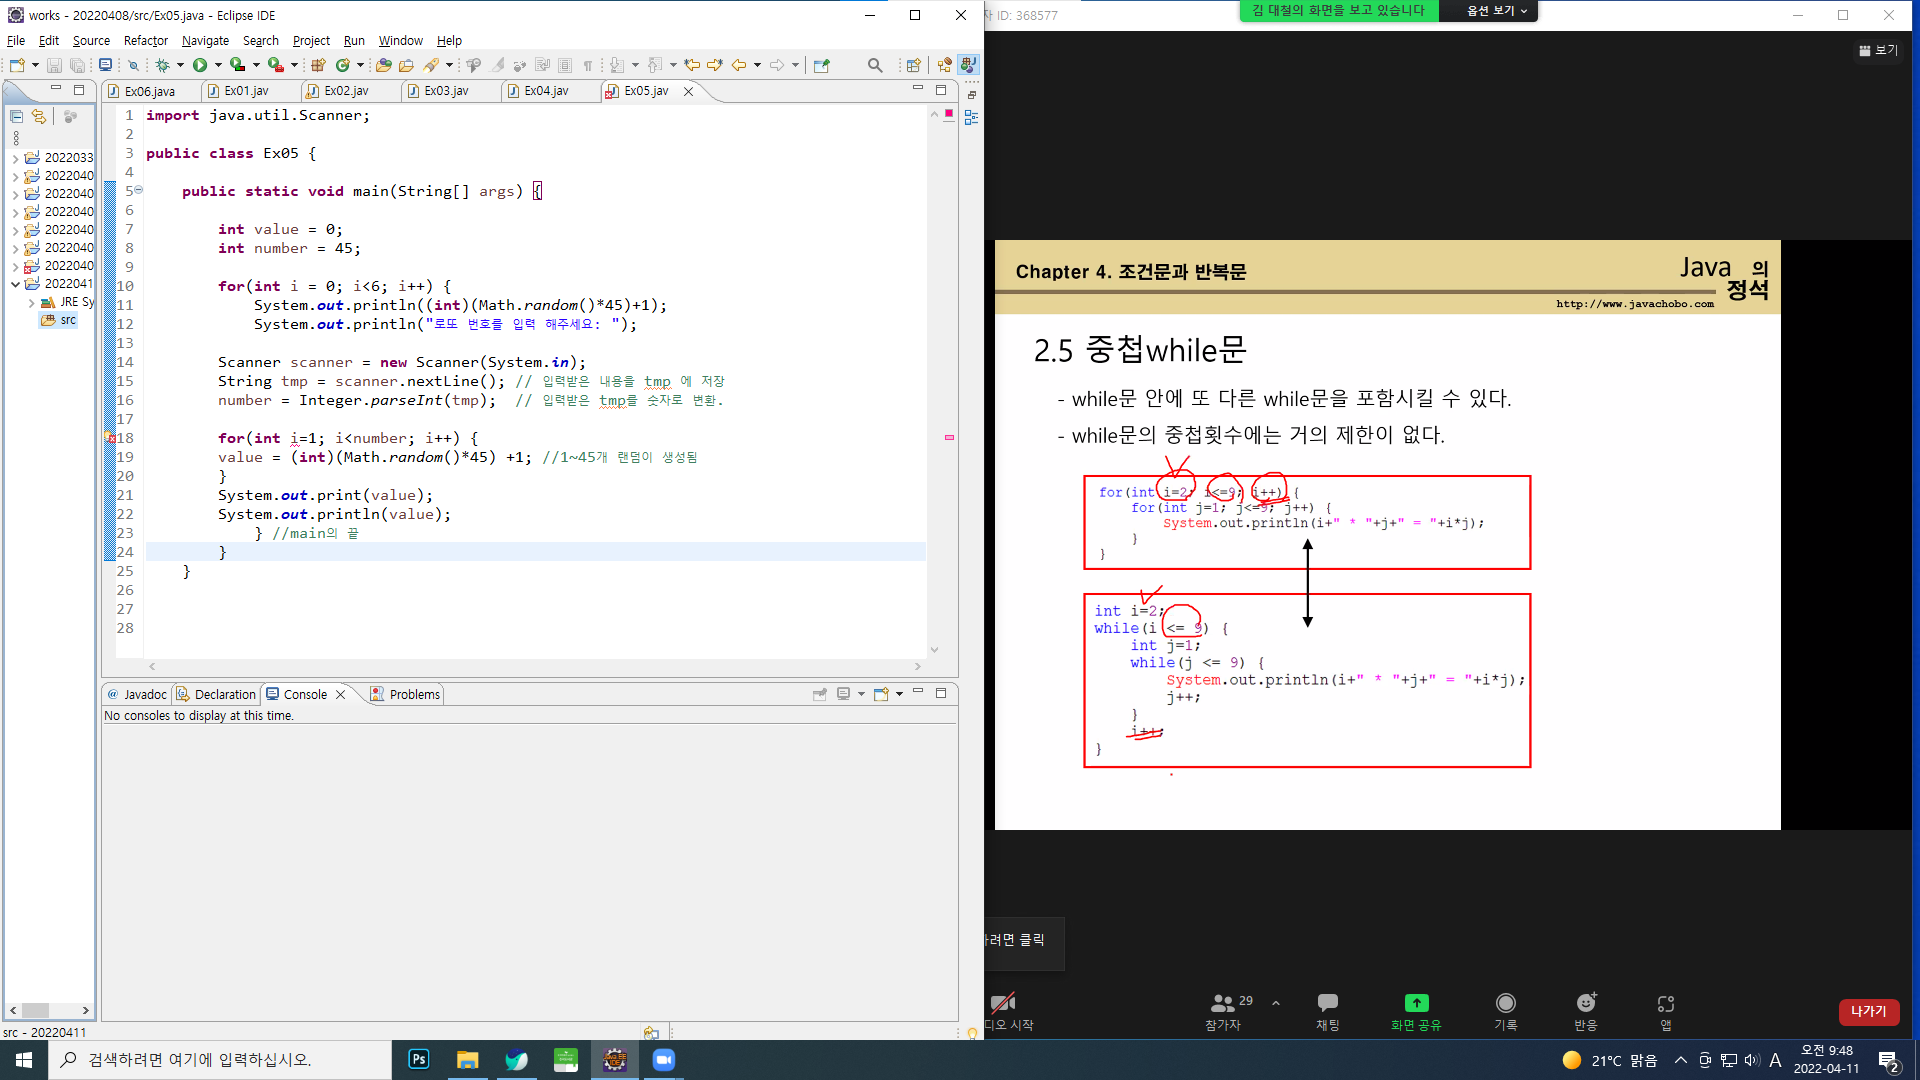 works - 20220408/src/Ex05.java - Eclipse IDE
File Edit Source Refactor Navigate Search Project Run Window Help
Ex06.java Ex01.jav Ex02.jav Ex03.jav Ex04.jav Ex05.jav
2022033
2022040
2022040
2022040
2022040
2022040
2022040
2022041
JRE Sy
src
1 import java.util.Scanner;
2
3 public class Ex05 {
4
5 public static void main(String[] args) {
6
7 int value = 0;
8 int number = 45;
9
10 for(int i = 0; i<6; i++) {
11 System.out.println((int)(Math.random()*45)+1);
12 System.out.println("로또 번호를 입력 해주세요: ");
13
14 Scanner scanner = new Scanner(System.in);
15 String tmp = scanner.nextLine(); // 입력받은 내용을 tmp 에 저장
16 number = Integer.parseInt(tmp); // 입력받은 tmp를 숫자로 변환.
17
18 for(int i=1; i<number; i++) {
19 value = (int)(Math.random()*45) +1; //1~45개 랜덤이 생성됨
20 }
21 System.out.print(value);
22 System.out.println(value);
23 } //main의 끝
24 }
25 }
26
27
28
@ Javadoc Declaration Console Problems
No consoles to display at this time.
src - 20220411
자 ID: 368577
김 대철의 화면을 보고 있습니다
옵션 보기
보기
Chapter 4. 조건문과 반복문
Java 의 정석
http://www.javachobo.com
2.5 중첩while문
- while문 안에 또 다른 while문을 포함시킬 수 있다.
- while문의 중첩횟수에는 거의 제한이 없다.
for(int i=2; i<=9; i++) {
for(int j=1; j<=9; j++) {
System.out.println(i+" * "+j+" = "+i*j);
}
}
int i=2;
while(i <= 9) {
int j=1;
while(j <= 9) {
System.out.println(i+" * "+j+" = "+i*j);
j++;
}
i++;
}
하려면 클릭
디오 시작
29
참가자
채팅
화면 공유
기록
반응
앱
나가기
검색하려면 여기에 입력하십시오.
Ps
21°C 맑음
A
오전 9:48
2022-04-11
2